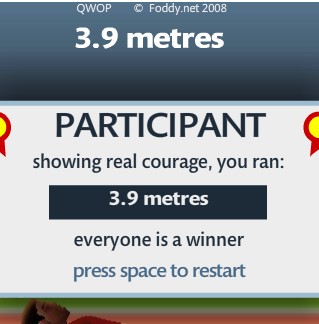 QWOP © Foddy.net 2008
3.9 metres
PARTICIPANT
showing real courage, you ran:
3.9 metres
everyone is a winner
press space to restart